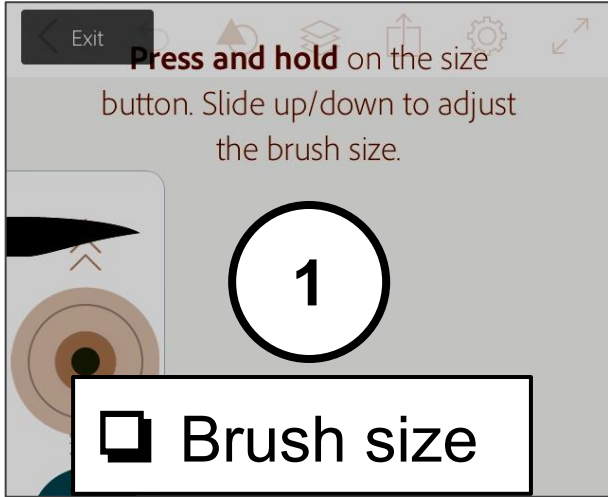 Exit
Press and hold on the size
button. Slide up/down to adjust
the brush size.
1
❑ Brush size